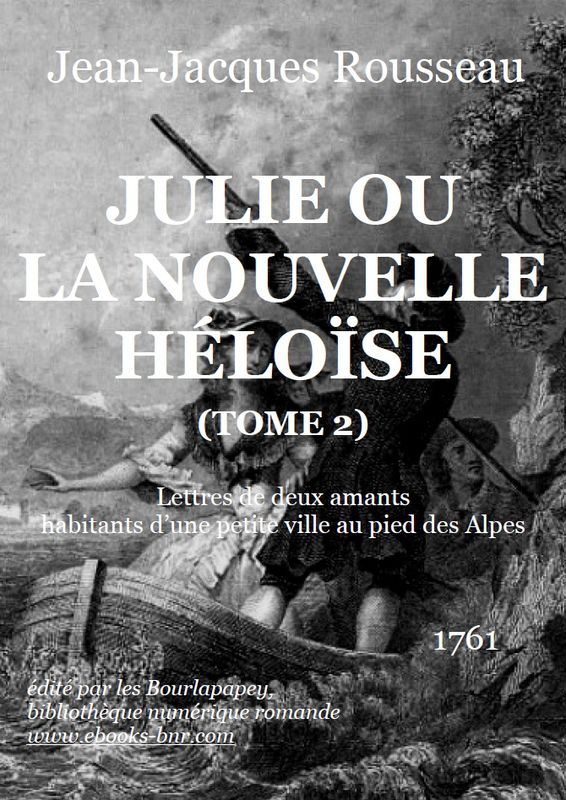 Jean-Jacques Rousseau
JULIE OU
LA NOUVELLE
HÉLOÏSE
(TOME 2)
Lettres de deux amants
habitants d’une petite ville au pied des Alpes
1761
édité par les Bourlapapey,
bibliothèque numérique romande
www.ebooks-bnr.com